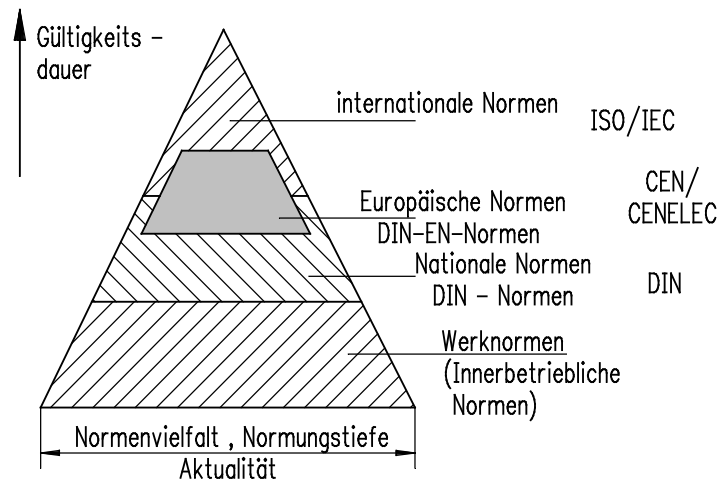 Gültigkeits -
dauer
internationale Normen
ISO/IEC
Europäische Normen
DIN-EN-Normen
CEN/
CENELEC
Nationale Normen
DIN - Normen
DIN
Werknormen
(Innerbetriebliche
Normen)
Normenvielfalt , Normungstiefe
Aktualität